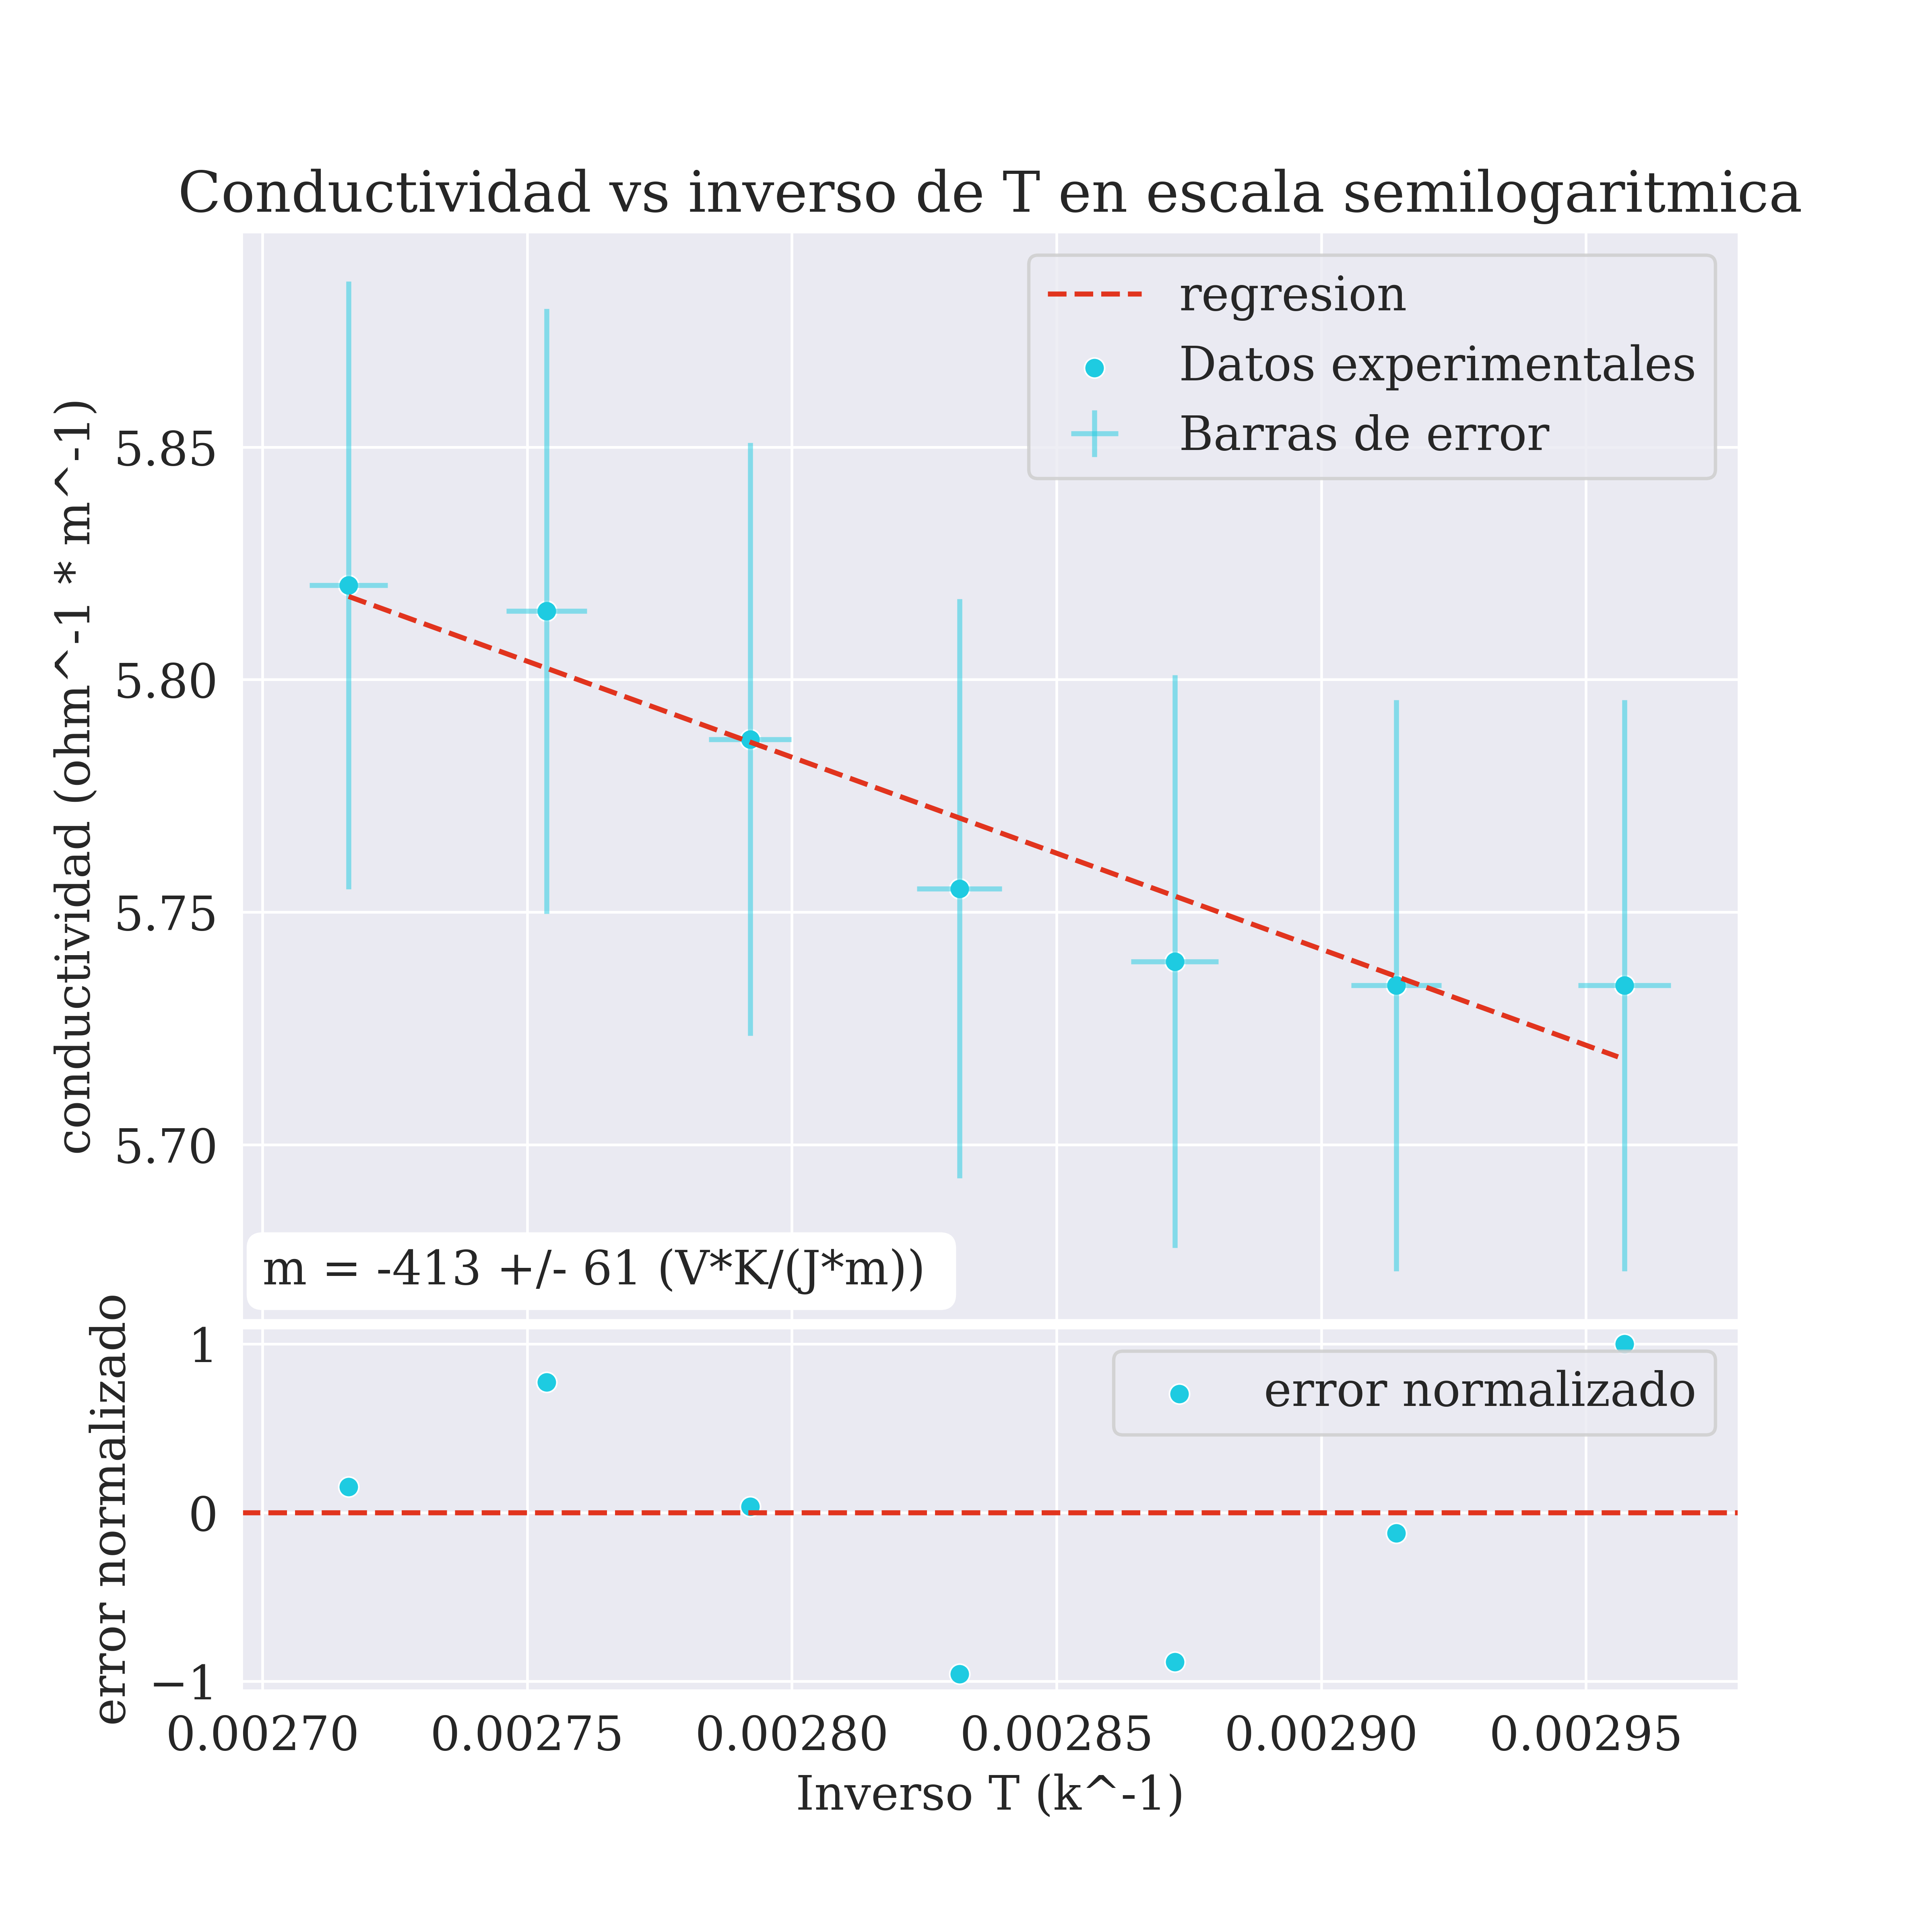 Conductividad vs inverso de T en escala semilogaritmica
regresion
Datos experimentales
Barras de error
conductividad (ohm^-1 * m^-1)
5.85
5.80
5.75
5.70
m = -413 +/- 61 (V*K/(J*m))
error normalizado
1
0
−1
error normalizado
0.00270 0.00275 0.00280 0.00285 0.00290 0.00295
Inverso T (k^-1)